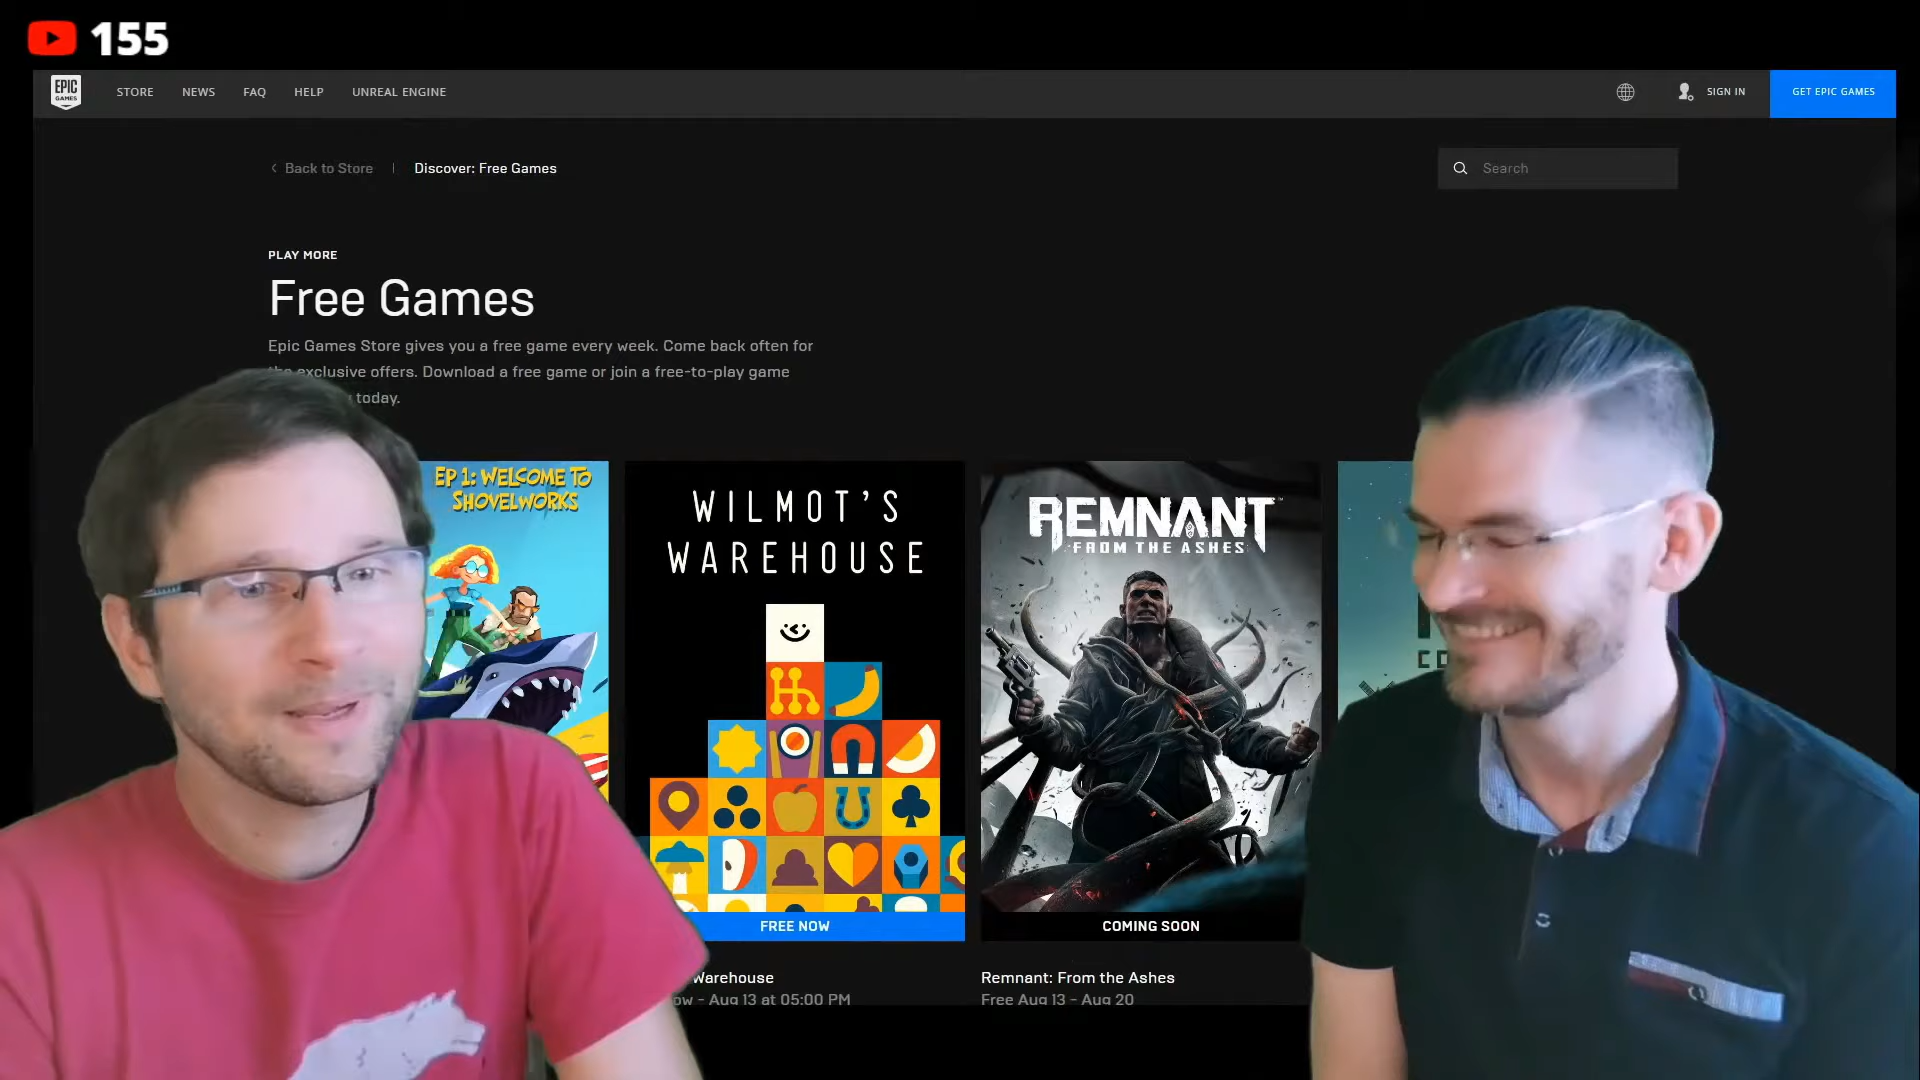 155
EPIC
GAMES
STORE
NEWS
FAQ
HELP
UNREAL ENGINE
SIGN IN
GET EPIC GAMES
Back to Store
Discover: Free Games
Search
PLAY MORE
Free Games
Epic Games Store gives you a free game every week. Come back often for
the exclusive offers. Download a free game or join a free-to-play game
today.
EP 1: WELCOME TO
SHOVELWORKS
WILMOT'S
WAREHOUSE
FREE NOW
Warehouse
ow - Aug 13 at 05:00 PM
REMNANT
FROM THE ASHES
COMING SOON
Remnant: From the Ashes
Free Aug 13 - Aug 20